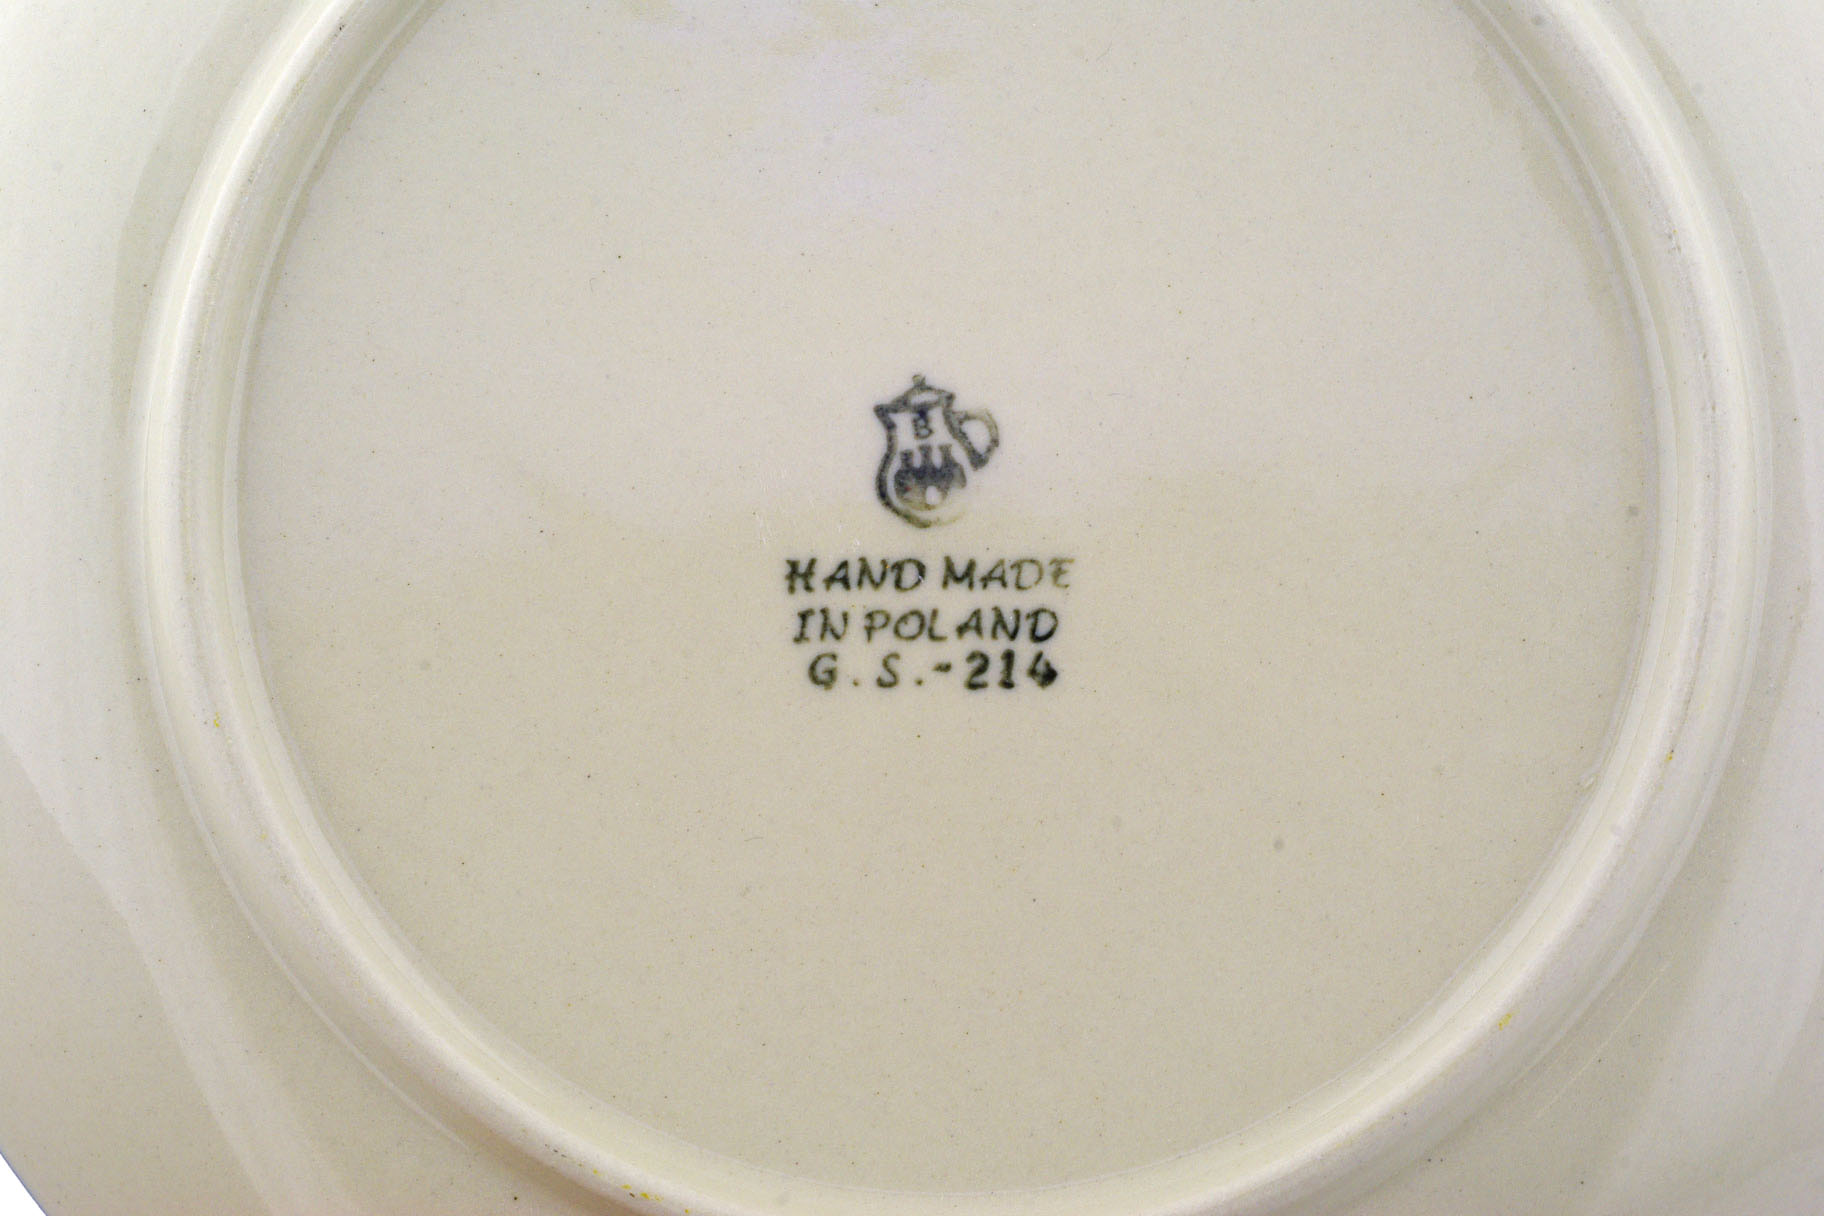 B
HAND MADE
IN POLAND
G.S.-214